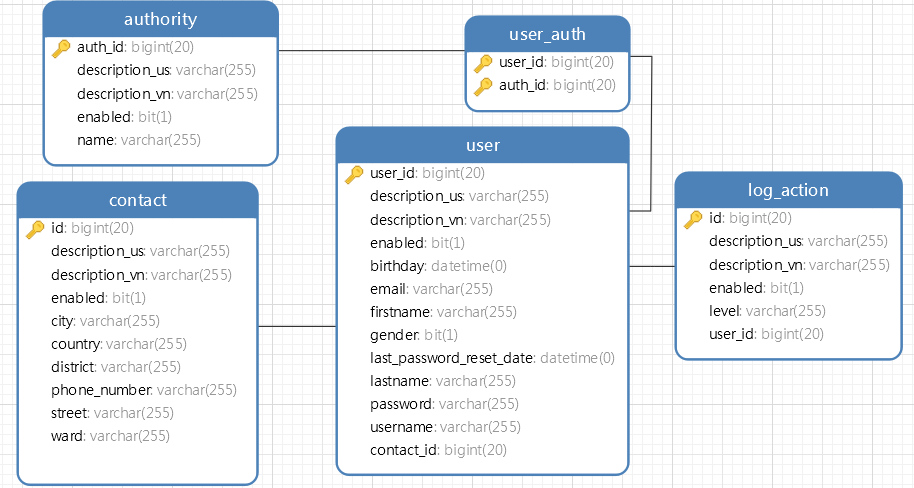 authority
auth_id: bigint(20)
description_us: varchar(255)
description_vn: varchar(255)
enabled: bit(1)
name: varchar(255)
user_auth
user_id: bigint(20)
auth_id: bigint(20)
contact
id: bigint(20)
description_us: varchar(255)
description_vn: varchar(255)
enabled: bit(1)
city: varchar(255)
country: varchar(255)
district: varchar(255)
phone_number: varchar(255)
street: varchar(255)
ward: varchar(255)
user
user_id: bigint(20)
description_us: varchar(255)
description_vn: varchar(255)
enabled: bit(1)
birthday: datetime(0)
email: varchar(255)
firstname: varchar(255)
gender: bit(1)
last_password_reset_date: datetime(0)
lastname: varchar(255)
password: varchar(255)
username: varchar(255)
contact_id: bigint(20)
log_action
id: bigint(20)
description_us: varchar(255)
description_vn: varchar(255)
enabled: bit(1)
level: varchar(255)
user_id: bigint(20)